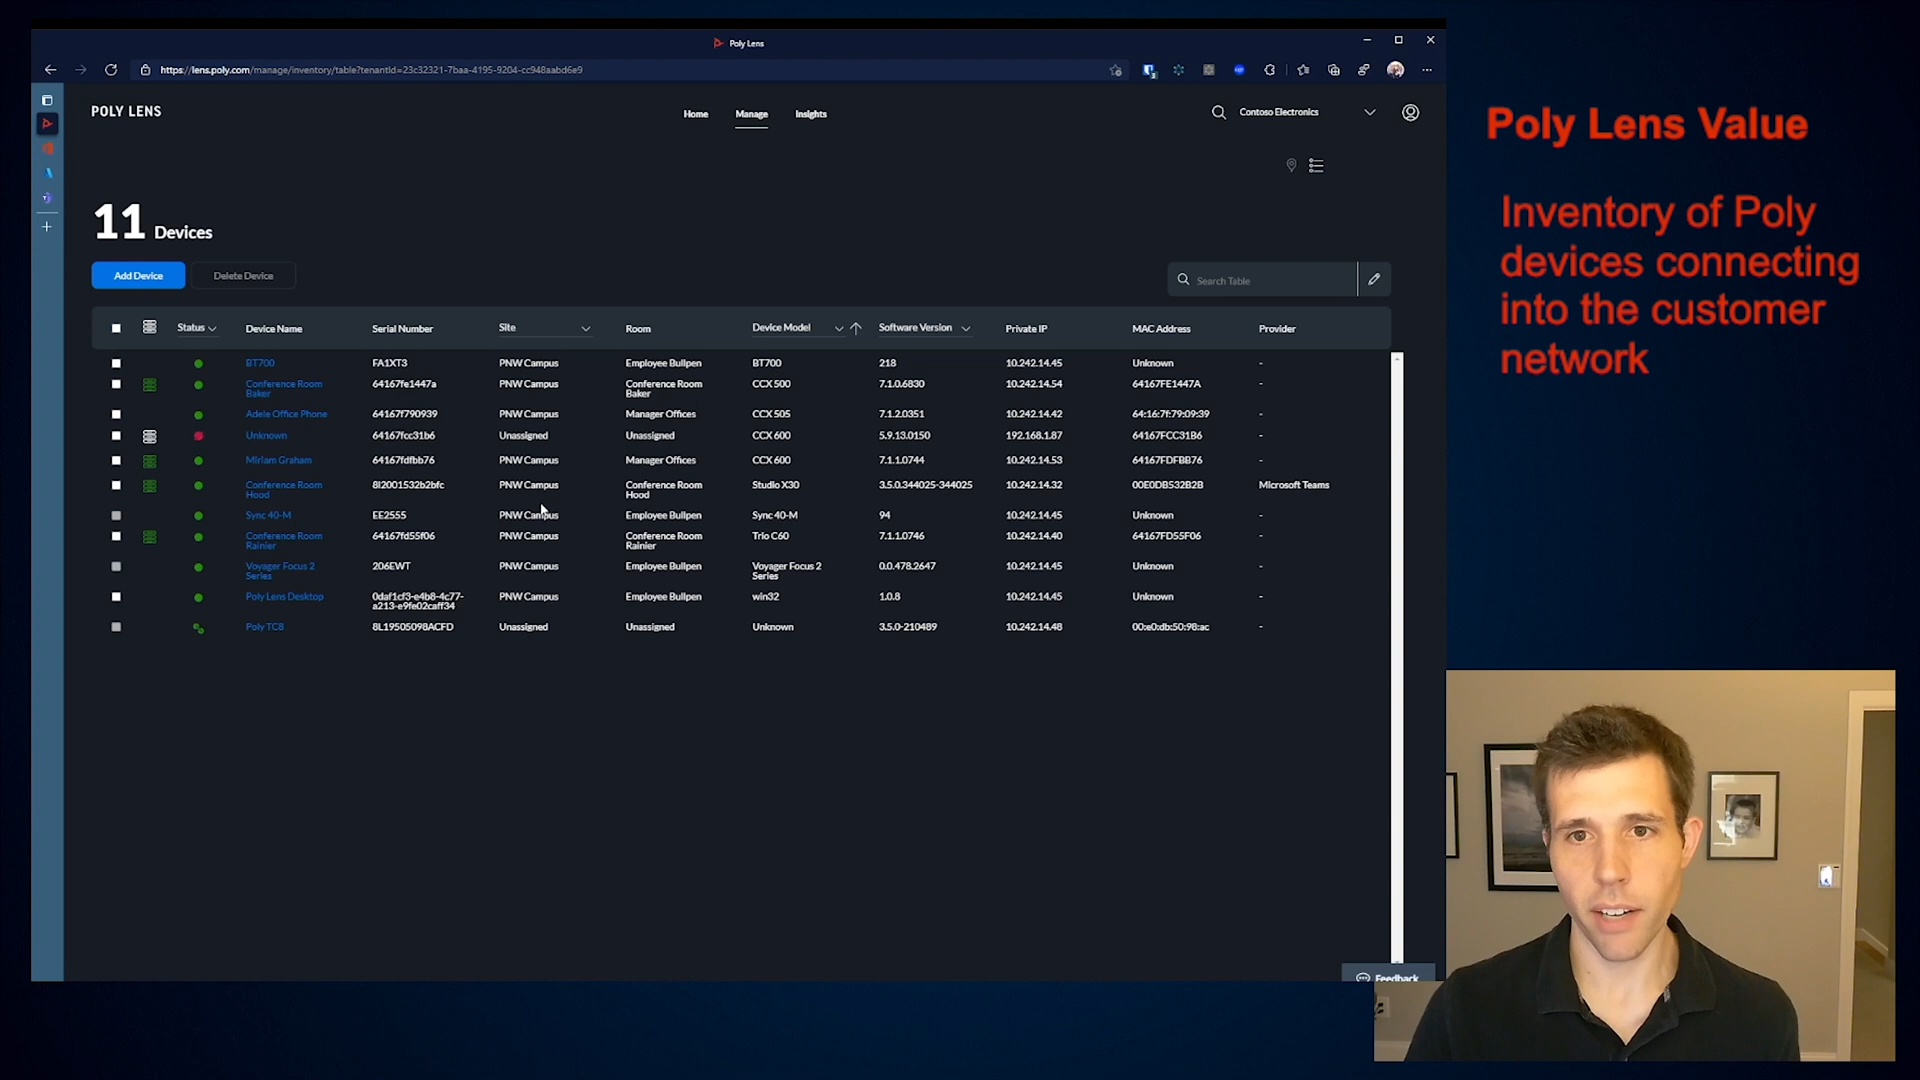 Poly Lens
https://lens.poly.com/manage/inventory/table?tenantId=23c32321-7baa-4195-9204-cc948aabd6e9
POLY LENS
Home Manage Insights
Contoso Electronics
11 Devices
Add Device Delete Device
Search Table
Status Device Name Serial Number Site Room Device Model Software Version Private IP MAC Address Provider
BT700 FA1XT3 PNW Campus Employee Bullpen BT700 218 10.242.14.45 Unknown -
Conference Room 64167fe1447a PNW Campus Conference Room CCX 500 7.1.0.6830 10.242.14.54 64167FE1447A -
Baker Baker
Adele Office Phone 64167f790939 PNW Campus Manager Offices CCX 505 7.1.2.0351 10.242.14.42 64:16:7f:79:09:39 -
Unknown 64167fcc31b6 Unassigned Unassigned CCX 600 5.9.13.0150 192.168.1.87 64167FCC31B6 -
Miriam Graham 64167fdfbb76 PNW Campus Manager Offices CCX 600 7.1.1.0744 10.242.14.53 64167FDFBB76 -
Conference Room 8l2001532b2bfc PNW Campus Conference Room Studio X30 3.5.0.344025-344025 10.242.14.32 00E0DB532B2B Microsoft Teams
Hood Hood
Sync 40-M EE2555 PNW Campus Employee Bullpen Sync 40-M 94 10.242.14.45 Unknown -
Conference Room 64167fd55f06 PNW Campus Conference Room Trio C60 7.1.1.0746 10.242.14.40 64167FD55F06 -
Rainier Rainier
Voyager Focus 2 206EWT PNW Campus Employee Bullpen Voyager Focus 2 0.0.478.2647 10.242.14.45 Unknown -
Series Series
Poly Lens Desktop 0daf1cf3-e4b8-4c77- PNW Campus Employee Bullpen win32 1.0.8 10.242.14.45 Unknown -
a213-e9fe02caff34
Poly TC8 8L19505098ACFD Unassigned Unassigned Unknown 3.5.0-210489 10.242.14.48 00:e0:db:50:98:ac -
Feedback
Poly Lens Value
Inventory of Poly
devices connecting
into the customer
network